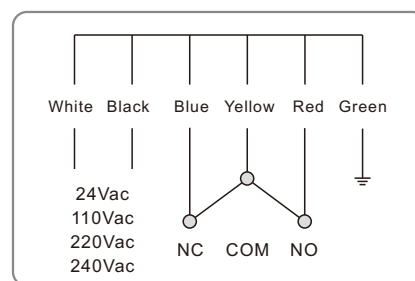 White Black Blue Yellow Red Green
24Vac
110Vac
220Vac
240Vac
NC COM NO